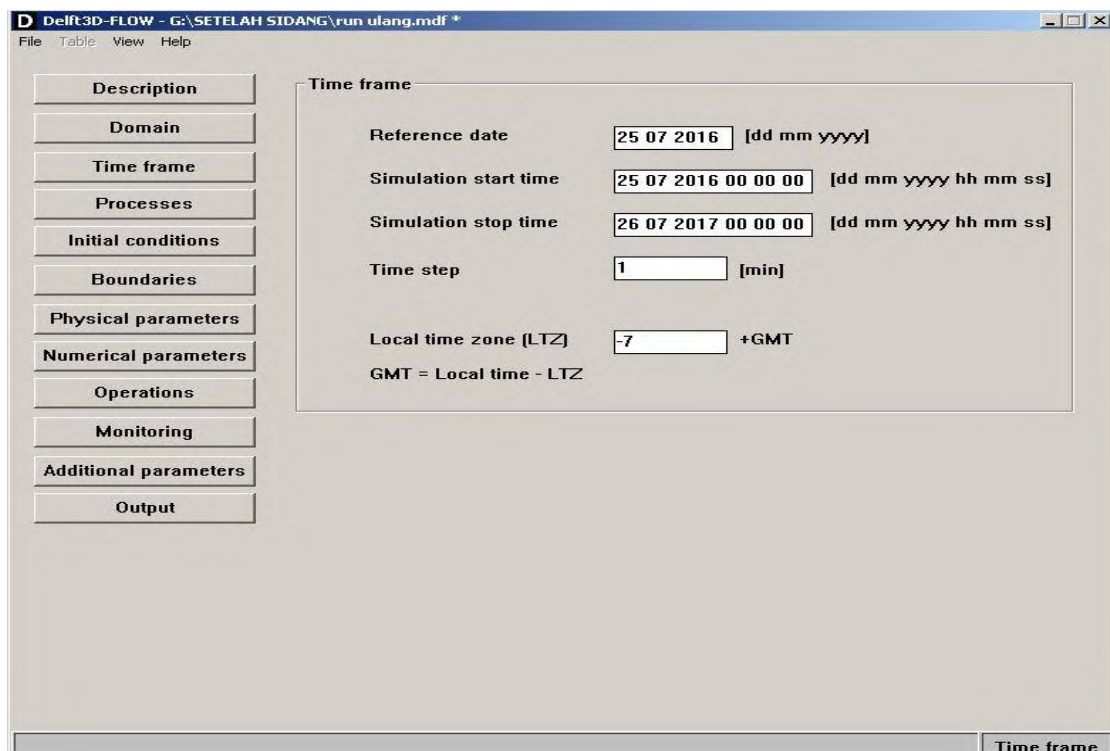 D Delft3D-FLOW - G:\SETELAH SIDANG\run ulang.mdf *
File Table View Help
Description
Domain
Time frame
Processes
Initial conditions
Boundaries
Physical parameters
Numerical parameters
Operations
Monitoring
Additional parameters
Output
Time frame
Reference date 25 07 2016 [dd mm yyyy]
Simulation start time 25 07 2016 00 00 00 [dd mm yyyy hh mm ss]
Simulation stop time 26 07 2017 00 00 00 [dd mm yyyy hh mm ss]
Time step 1 [min]
Local time zone (LTZ) -7 +GMT
GMT = Local time - LTZ
Time frame